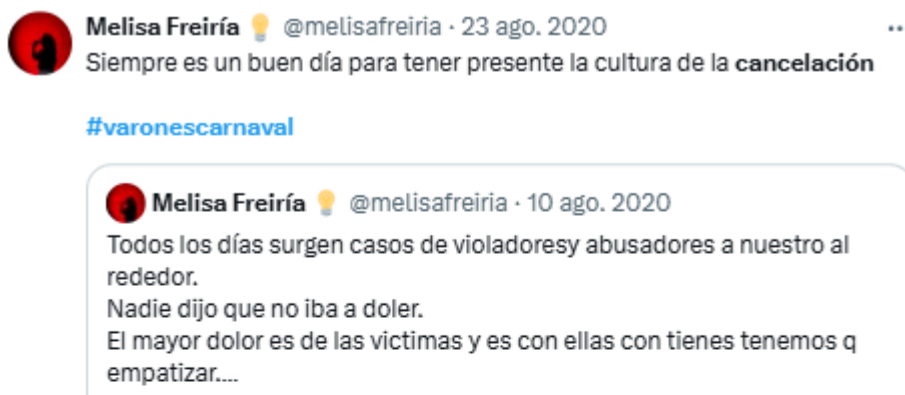 Melisa Freiría 💡 @melisafreiria · 23 ago. 2020
Siempre es un buen día para tener presente la cultura de la cancelación
#varonescarnaval
Melisa Freiría 💡 @melisafreiria · 10 ago. 2020
Todos los días surgen casos de violadoresy abusadores a nuestro al
rededor.
Nadie dijo que no iba a doler.
El mayor dolor es de las victimas y es con ellas con tienes tenemos q
empatizar....